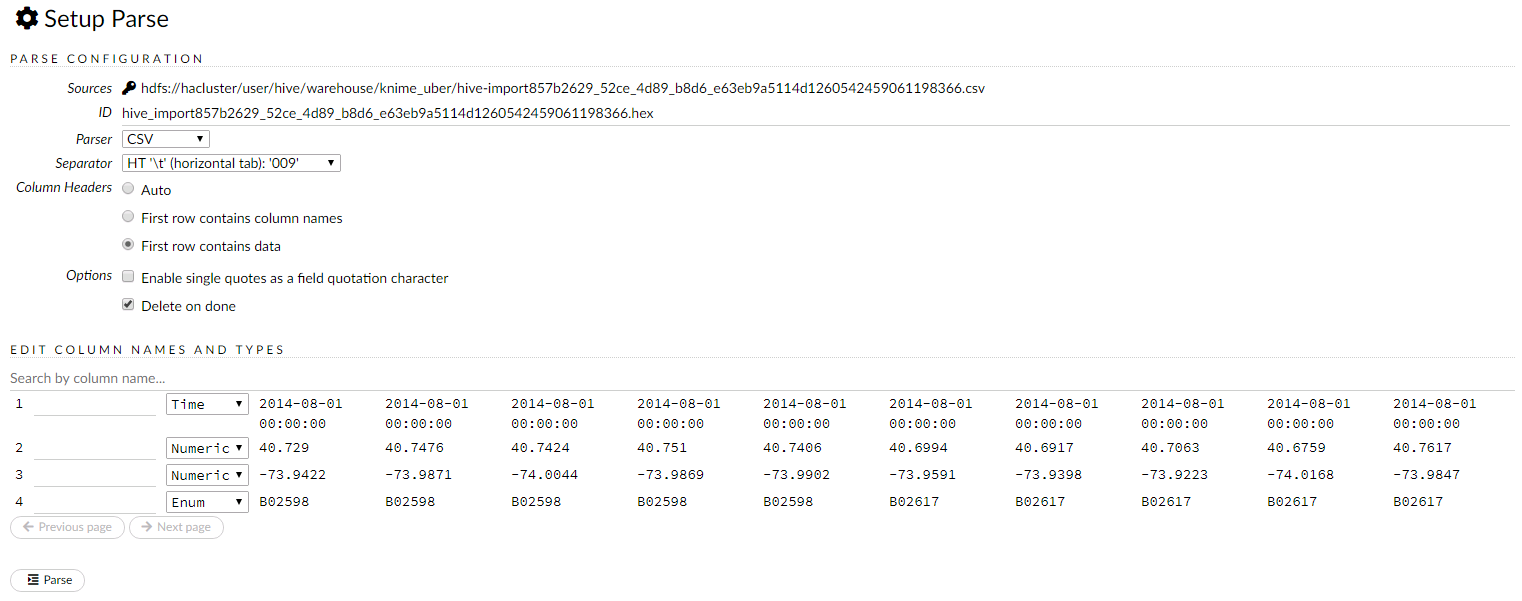 Setup Parse
PARSE CONFIGURATION
Sources hdfs://hacluster/user/hive/warehouse/knime_uber/hive-import857b2629_52ce_4d89_b8d6_e63eb9a5114d1260542459061198366.csv
ID hive_import857b2629_52ce_4d89_b8d6_e63eb9a5114d1260542459061198366.hex
Parser CSV
Separator HT '\t' (horizontal tab): '009'
Column Headers Auto
First row contains column names
First row contains data
Options Enable single quotes as a field quotation character
Delete on done
EDIT COLUMN NAMES AND TYPES
Search by column name...
1 Time 2014-08-01 2014-08-01 2014-08-01 2014-08-01 2014-08-01 2014-08-01 2014-08-01 2014-08-01 2014-08-01 2014-08-01
00:00:00 00:00:00 00:00:00 00:00:00 00:00:00 00:00:00 00:00:00 00:00:00 00:00:00 00:00:00
2 Numeric 40.729 40.7476 40.7424 40.751 40.7406 40.6994 40.6917 40.7063 40.6759 40.7617
3 Numeric -73.9422 -73.9871 -74.0044 -73.9869 -73.9902 -73.9591 -73.9398 -73.9223 -74.0168 -73.9847
4 Enum B02598 B02598 B02598 B02598 B02598 B02617 B02617 B02617 B02617 B02617
Previous page Next page
Parse